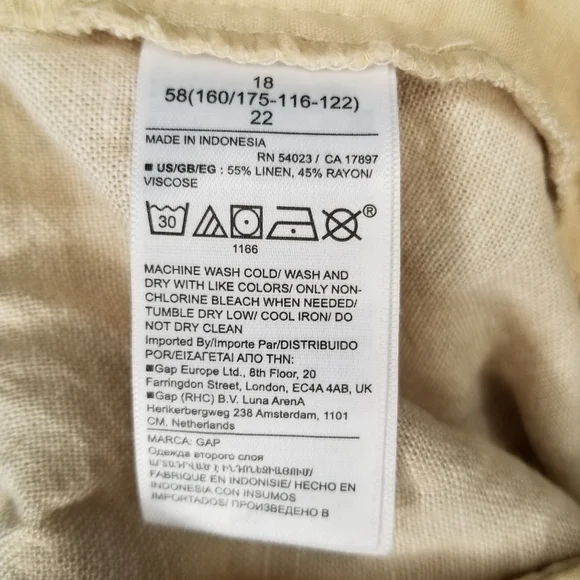 18
58(160/175-116-122)
22
MADE IN INDONESIA
RN 54023 / CA 17897
■ US/GB/EG : 55% LINEN, 45% RAYON/
VISCOSE
30
®
1166
MACHINE WASH COLD/ WASH AND
DRY WITH LIKE COLORS/ ONLY NON-
CHLORINE BLEACH WHEN NEEDED/
TUMBLE DRY LOW/ COOL IRON/ DO
NOT DRY CLEAN
Imported By/Importe Par/DISTRIBUIDO
POR/ΕΙΣΑΓΕΤΑΙ ΑΠΟ ΤΗΝ:
■Gap Europe Ltd., 8th Floor, 20
Farringdon Street, London, EC4A 4AB, UK
■Gap (RHC) B.V. Luna ArenA
Herikerbergweg 238 Amsterdam, 1101
CM. Netherlands
MARCA: GAP
Одежда второго слоя
ԱՐՏԱԴՐՎԱԾ Է ԻՆԴՈՆԵԶԻԱՅՈՒՄ/
FABRIQUÉ EN INDONÉSIE/ HECHO EN
INDONESIA CON INSUMOS
IMPORTADOS/ ПРОИЗВЕДЕНО В